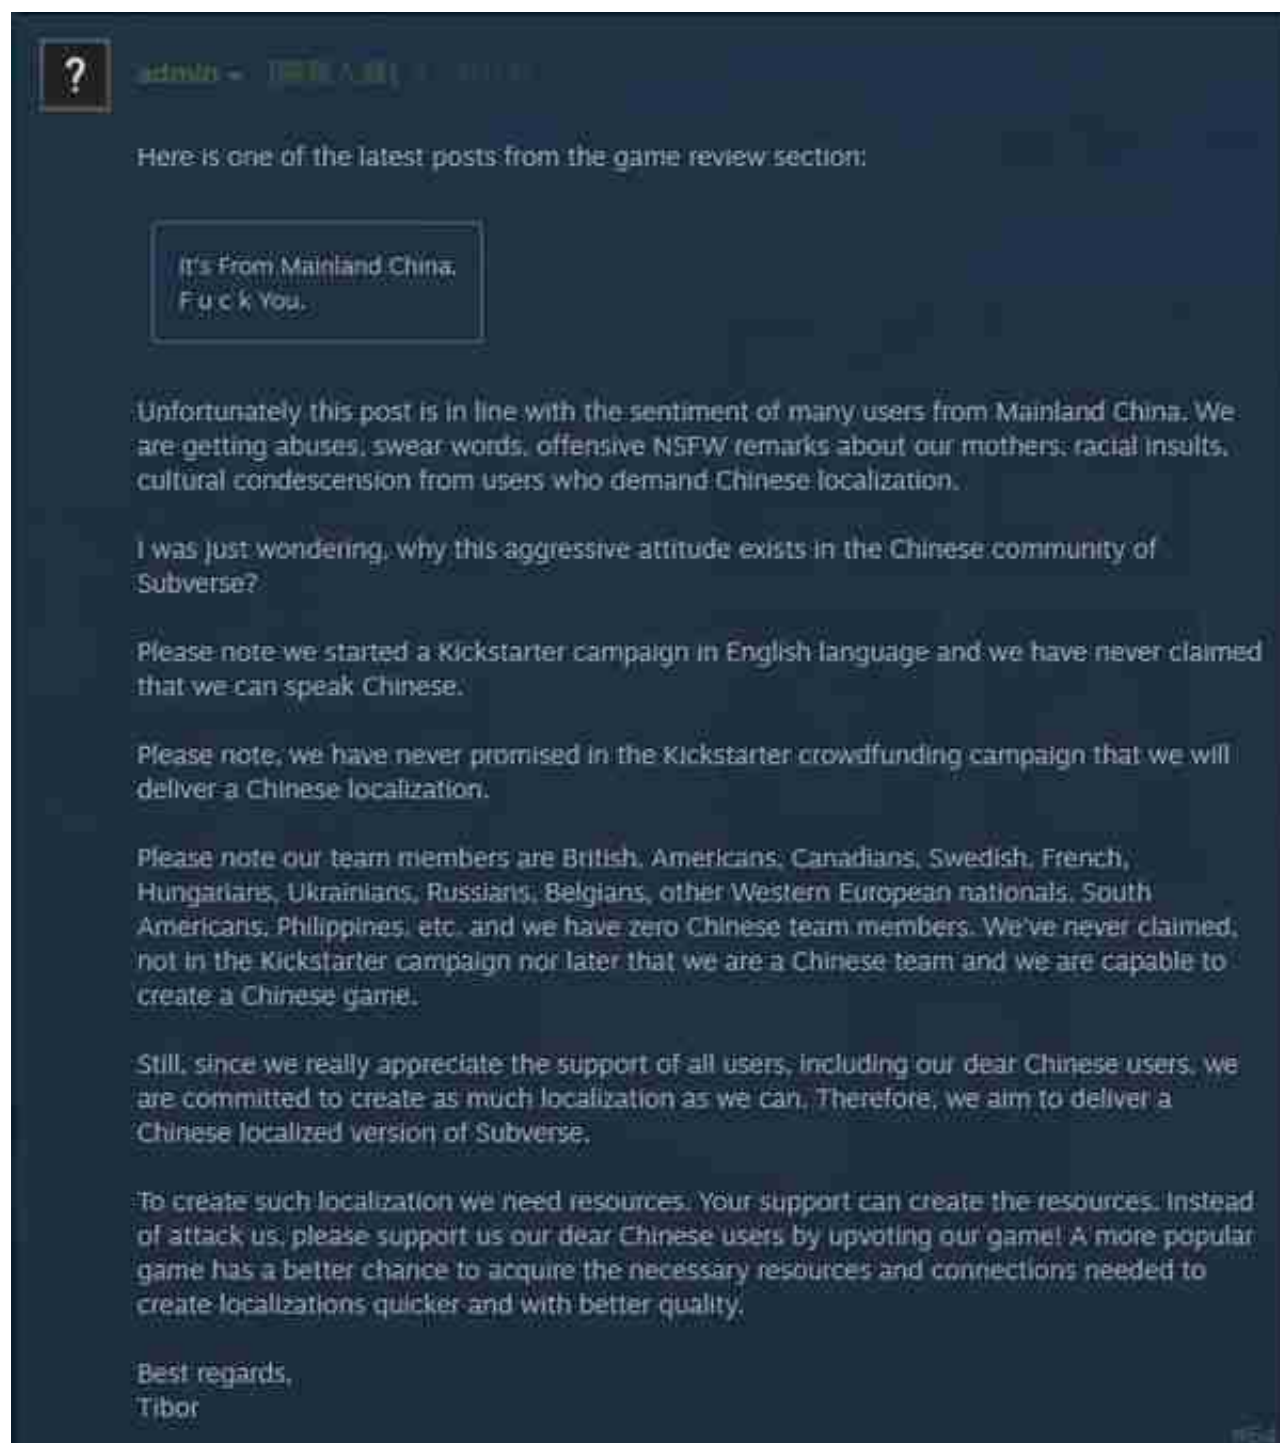 ?
admin
Here is one of the latest posts from the game review section:
It's From Mainland China.
F u c k You.
Unfortunately this post is in line with the sentiment of many users from Mainland China. We
are getting abuses, swear words, offensive NSFW remarks about our mothers, racial insults,
cultural condescension from users who demand Chinese localization.
I was just wondering, why this aggressive attitude exists in the Chinese community of
Subverse?
Please note we started a Kickstarter campaign in English language and we have never claimed
that we can speak Chinese.
Please note, we have never promised in the Kickstarter crowdfunding campaign that we will
deliver a Chinese localization.
Please note our team members are British, Americans, Canadians, Swedish, French,
Hungarians, Ukrainians, Russians, Belgians, other Western European nationals, South
Americans, Philippines, etc. and we have zero Chinese team members. We've never claimed,
not in the Kickstarter campaign nor later that we are a Chinese team and we are capable to
create a Chinese game.
Still, since we really appreciate the support of all users, including our dear Chinese users, we
are committed to create as much localization as we can. Therefore, we aim to deliver a
Chinese localized version of Subverse.
To create such localization we need resources. Your support can create the resources. Instead
of attack us, please support us our dear Chinese users by upvoting our game! A more popular
game has a better chance to acquire the necessary resources and connections needed to
create localizations quicker and with better quality.
Best regards,
Tibor